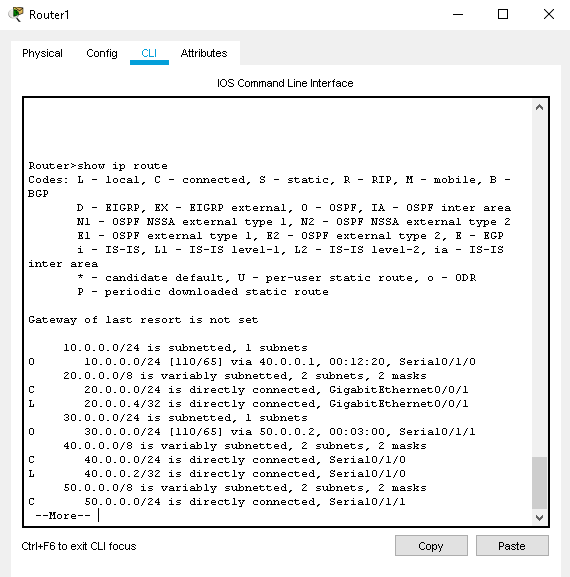 Router1
Physical Config CLI Attributes
IOS Command Line Interface
Router>show ip route
Codes: L - local, C - connected, S - static, R - RIP, M - mobile, B -
BGP
D - EIGRP, EX - EIGRP external, O - OSPF, IA - OSPF inter area
N1 - OSPF NSSA external type 1, N2 - OSPF NSSA external type 2
E1 - OSPF external type 1, E2 - OSPF external type 2, E - EGP
i - IS-IS, L1 - IS-IS level-1, L2 - IS-IS level-2, ia - IS-IS
inter area
* - candidate default, U - per-user static route, o - ODR
P - periodic downloaded static route
Gateway of last resort is not set
10.0.0.0/24 is subnetted, 1 subnets
O 10.0.0.0/24 [110/65] via 40.0.0.1, 00:12:20, Serial0/1/0
20.0.0.0/8 is variably subnetted, 2 subnets, 2 masks
C 20.0.0.0/24 is directly connected, GigabitEthernet0/0/1
L 20.0.0.4/32 is directly connected, GigabitEthernet0/0/1
30.0.0.0/24 is subnetted, 1 subnets
O 30.0.0.0/24 [110/65] via 50.0.0.2, 00:03:00, Serial0/1/1
40.0.0.0/8 is variably subnetted, 2 subnets, 2 masks
C 40.0.0.0/24 is directly connected, Serial0/1/0
L 40.0.0.2/32 is directly connected, Serial0/1/0
50.0.0.0/8 is variably subnetted, 2 subnets, 2 masks
C 50.0.0.0/24 is directly connected, Serial0/1/1
--More--
Ctrl+F6 to exit CLI focus
Copy Paste